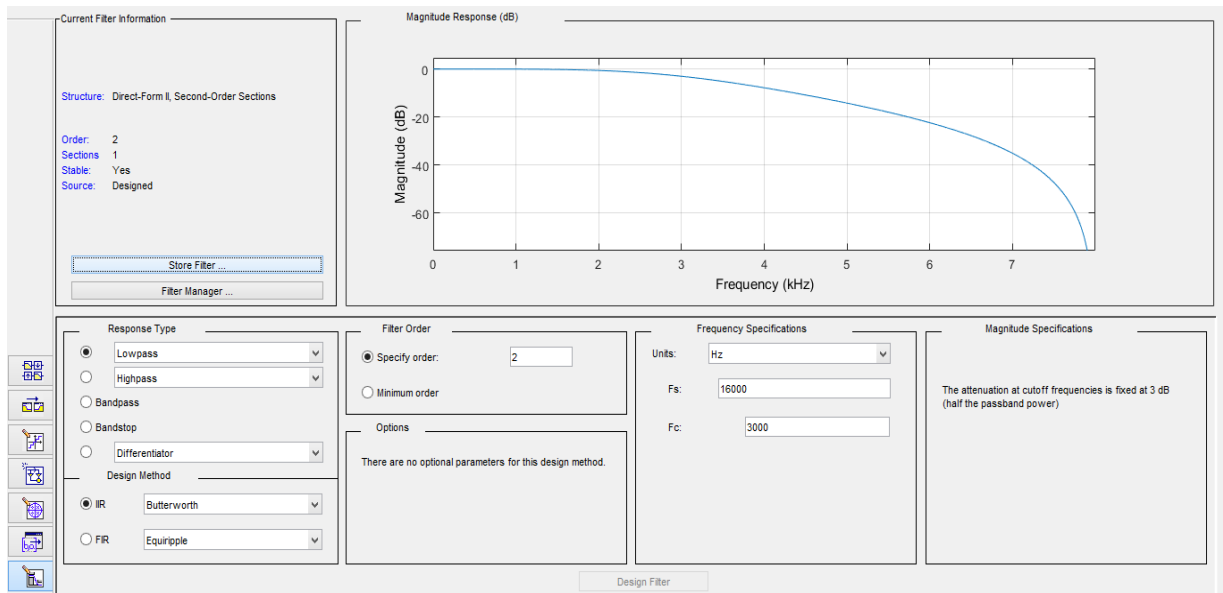 Current Filter Information
Structure: Direct-Form II, Second-Order Sections
Order: 2
Sections 1
Stable: Yes
Source: Designed
Store Filter ...
Filter Manager ...
Magnitude Response (dB)
Magnitude (dB)
0
-20
-40
-60
0 1 2 3 4 5 6 7
Frequency (kHz)
Response Type
Lowpass
Highpass
Bandpass
Bandstop
Differentiator
Design Method
IIR Butterworth
FIR Equiripple
Filter Order
Specify order: 2
Minimum order
Options
There are no optional parameters for this design method.
Frequency Specifications
Units: Hz
Fs: 16000
Fc: 3000
Magnitude Specifications
The attenuation at cutoff frequencies is fixed at 3 dB
(half the passband power)
Design Filter